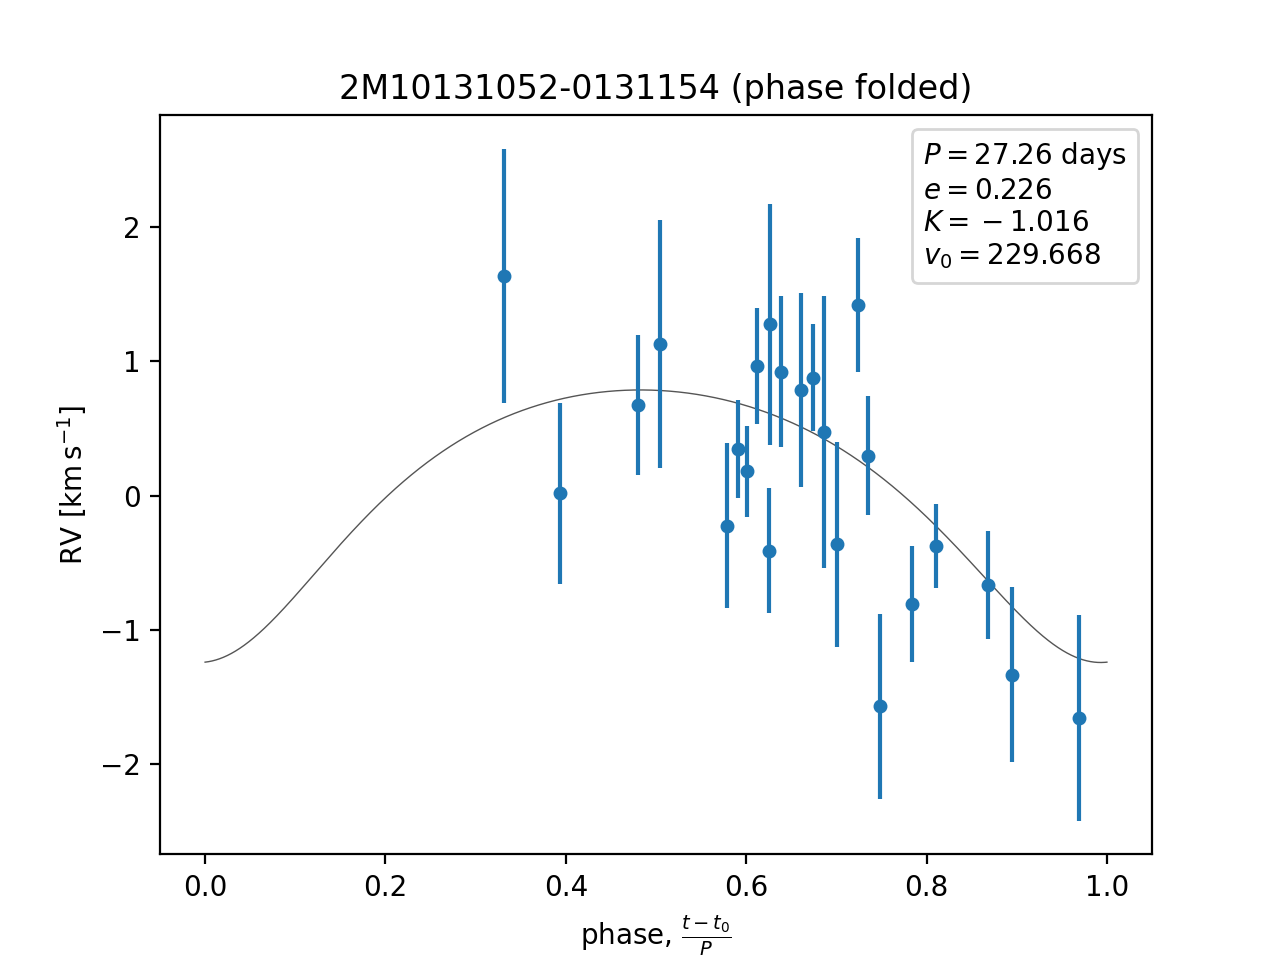 2M10131052-0131154 (phase folded)
P = 27.26 days
e = 0.226
K = −1.016
v₀ = 229.668
2
1
0
−1
−2
RV [km s⁻¹]
0.0 0.2 0.4 0.6 0.8 1.0
phase, (t − t₀)/P